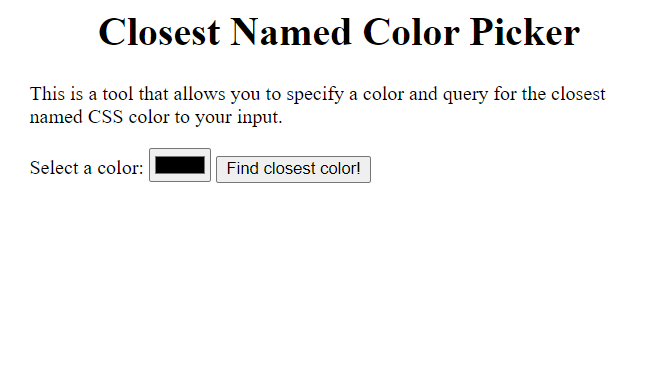 Closest Named Color Picker
This is a tool that allows you to specify a color and query for the closest
named CSS color to your input.
Select a color: Find closest color!